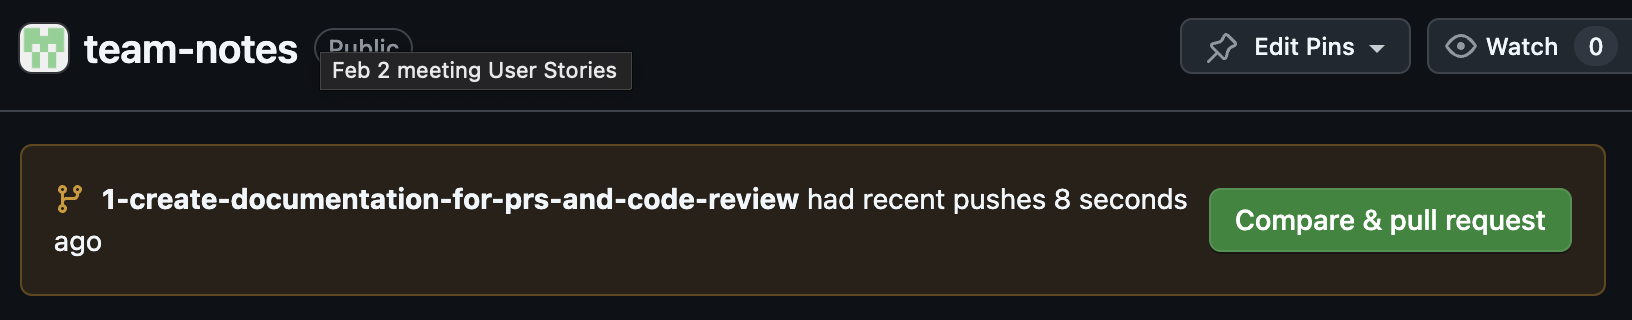 team-notes Public
Feb 2 meeting User Stories
Edit Pins
Watch 0
1-create-documentation-for-prs-and-code-review had recent pushes 8 seconds
ago
Compare & pull request